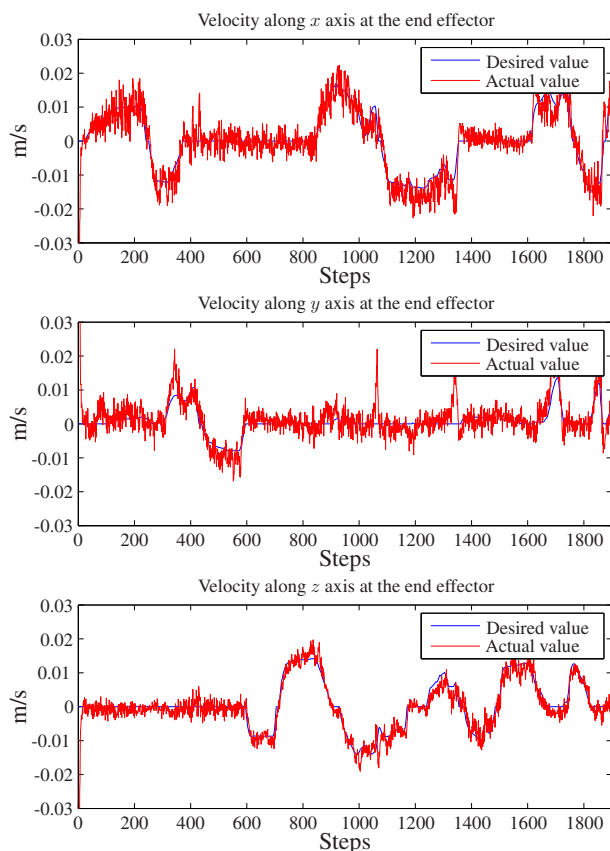 Velocity along x axis at the end effector
0.03
0.02
0.01
0
-0.01
-0.02
-0.03
m/s
Desired value
Actual value
0 200 400 600 800 1000 1200 1400 1600 1800
Steps
Velocity along y axis at the end effector
0.03
0.02
0.01
0
-0.01
-0.02
-0.03
m/s
Desired value
Actual value
0 200 400 600 800 1000 1200 1400 1600 1800
Steps
Velocity along z axis at the end effector
0.03
0.02
0.01
0
-0.01
-0.02
-0.03
m/s
Desired value
Actual value
0 200 400 600 800 1000 1200 1400 1600 1800
Steps